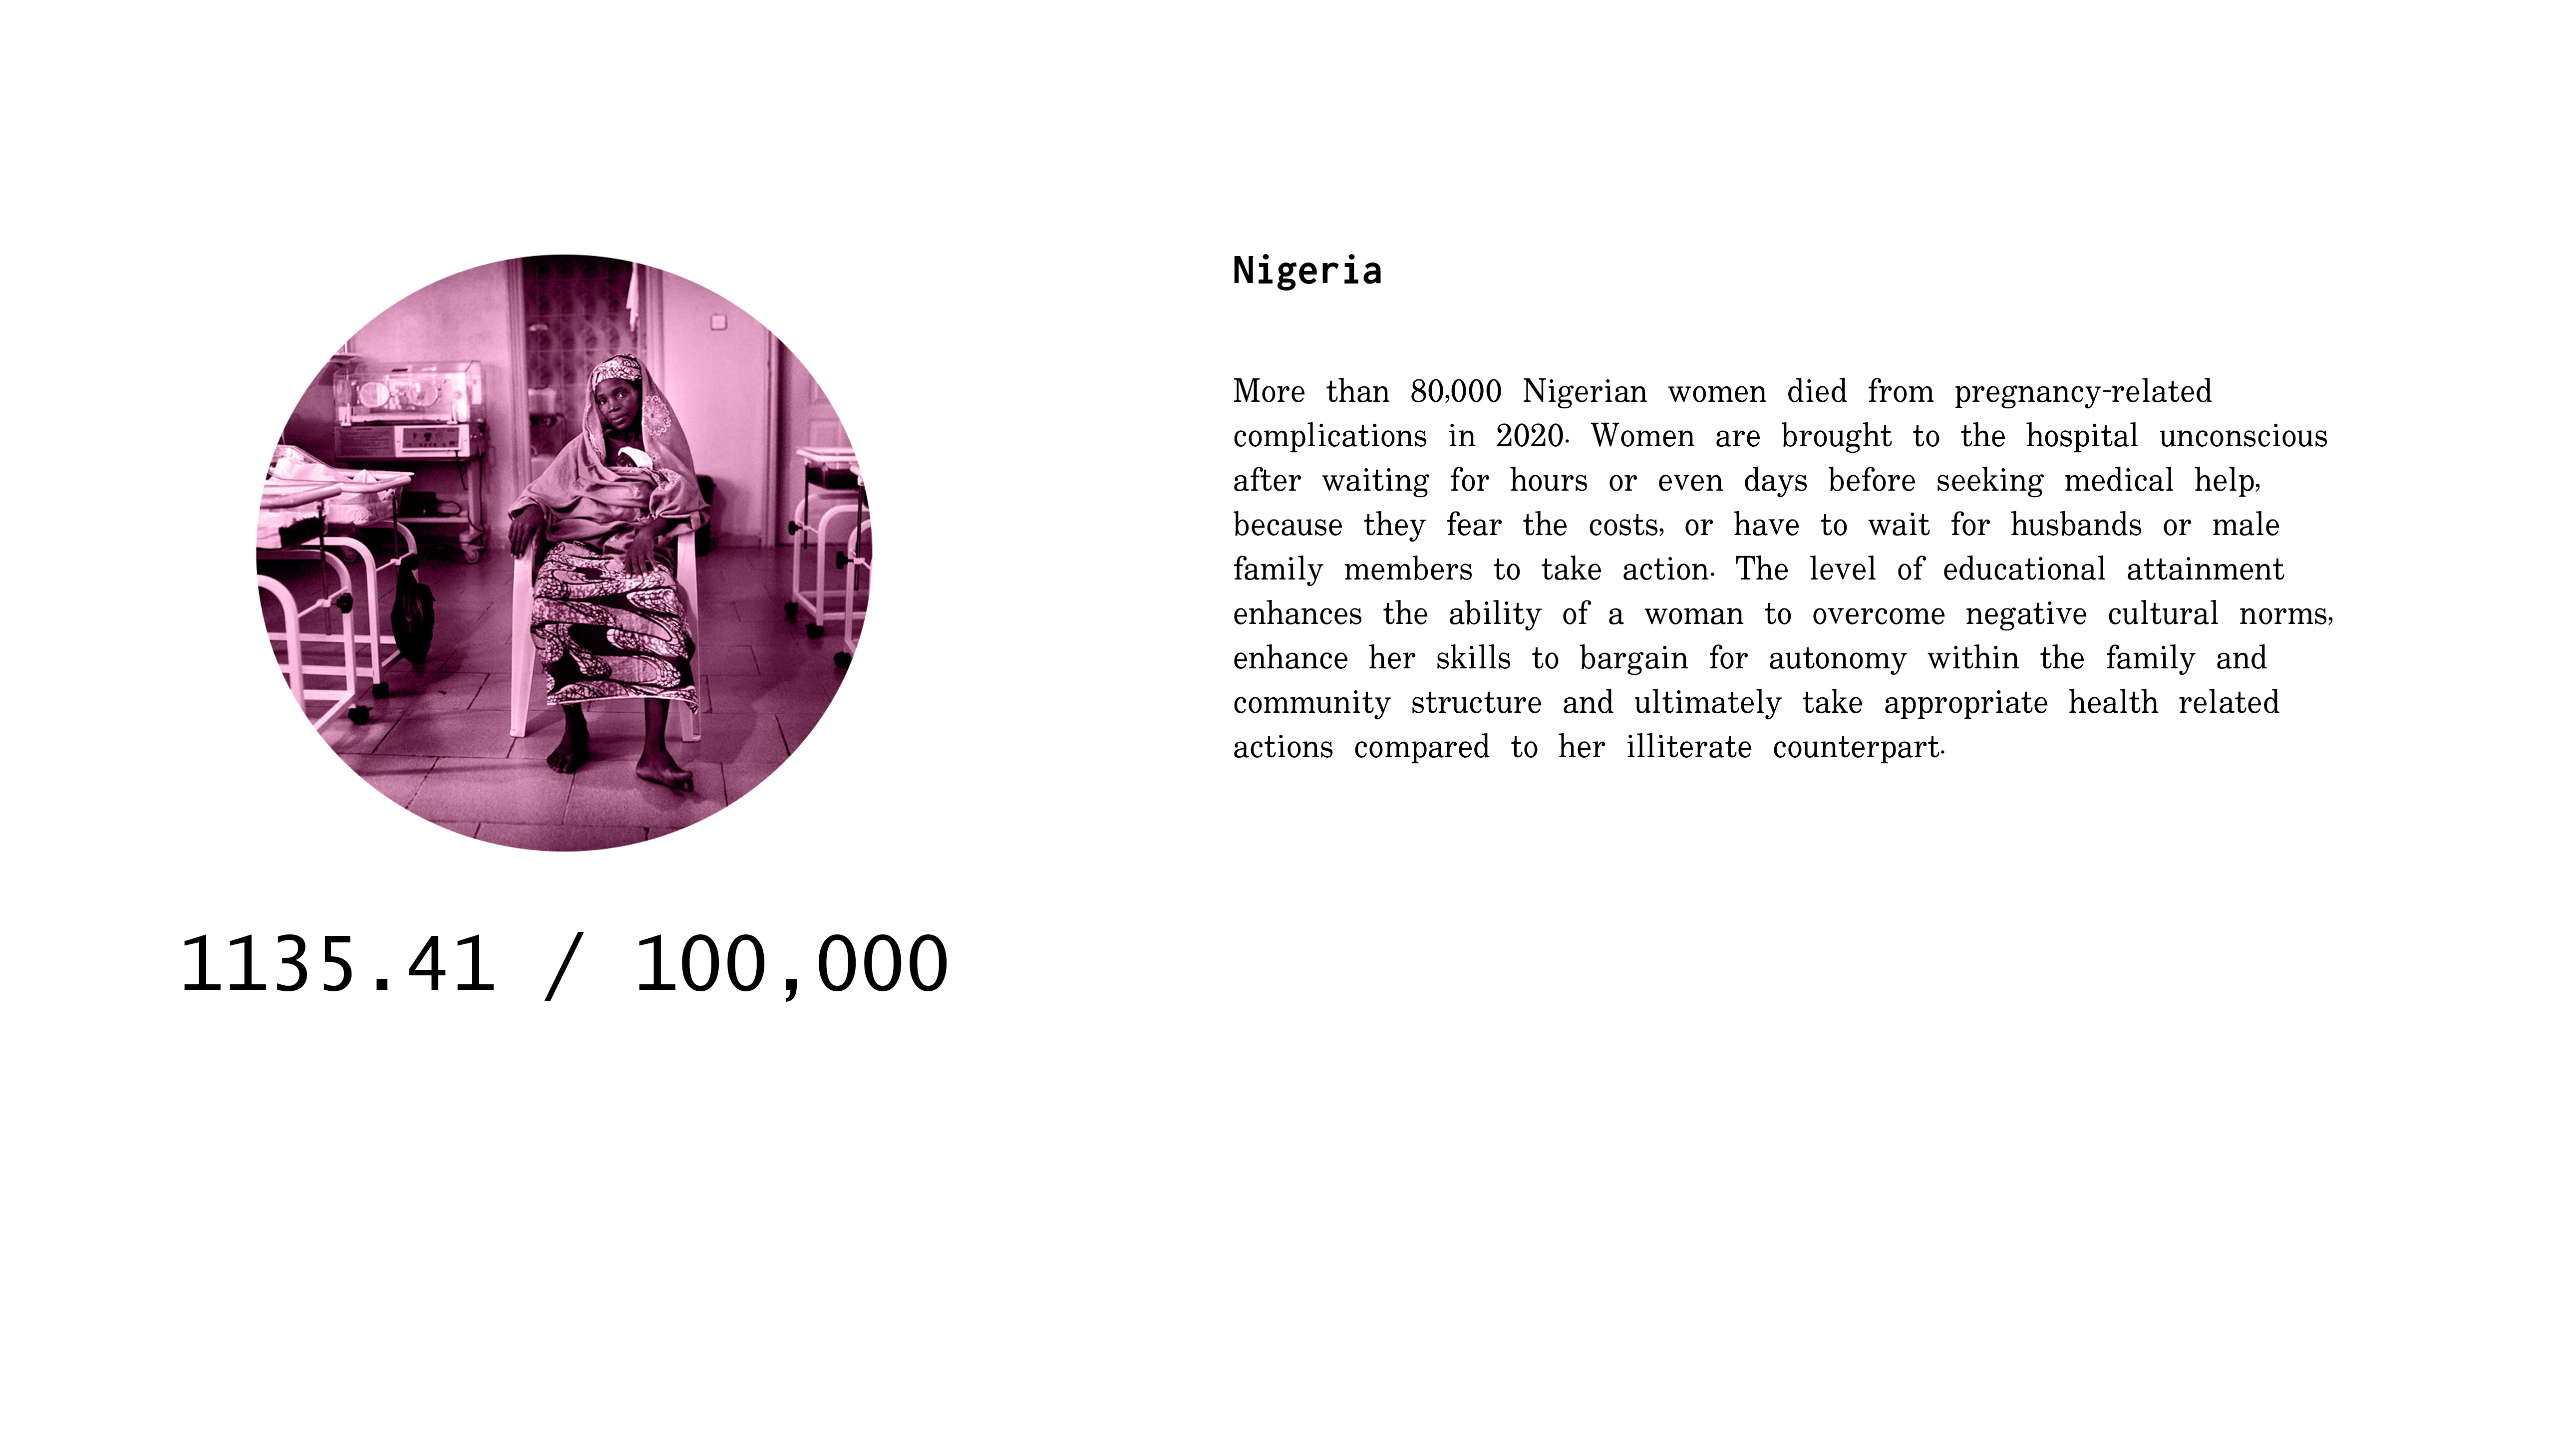 Nigeria
More than 80,000 Nigerian women died from pregnancy-related
complications in 2020. Women are brought to the hospital unconscious
after waiting for hours or even days before seeking medical help,
because they fear the costs, or have to wait for husbands or male
family members to take action. The level of educational attainment
enhances the ability of a woman to overcome negative cultural norms,
enhance her skills to bargain for autonomy within the family and
community structure and ultimately take appropriate health related
actions compared to her illiterate counterpart.
1135.41 / 100,000